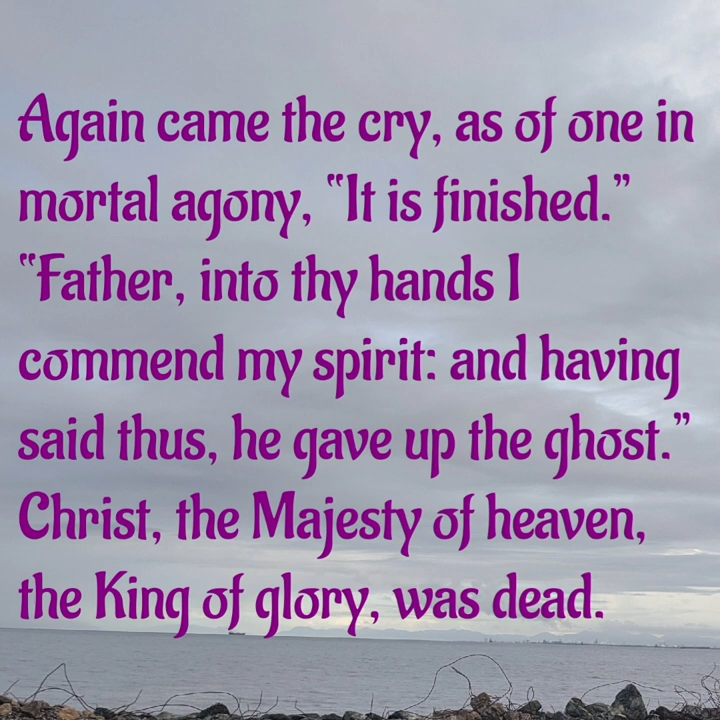 Again came the cry, as of one in
mortal agony, “It is finished.”
“Father, into thy hands I
commend my spirit: and having
said thus, he gave up the ghost.”
Christ, the Majesty of heaven,
the King of glory, was dead.